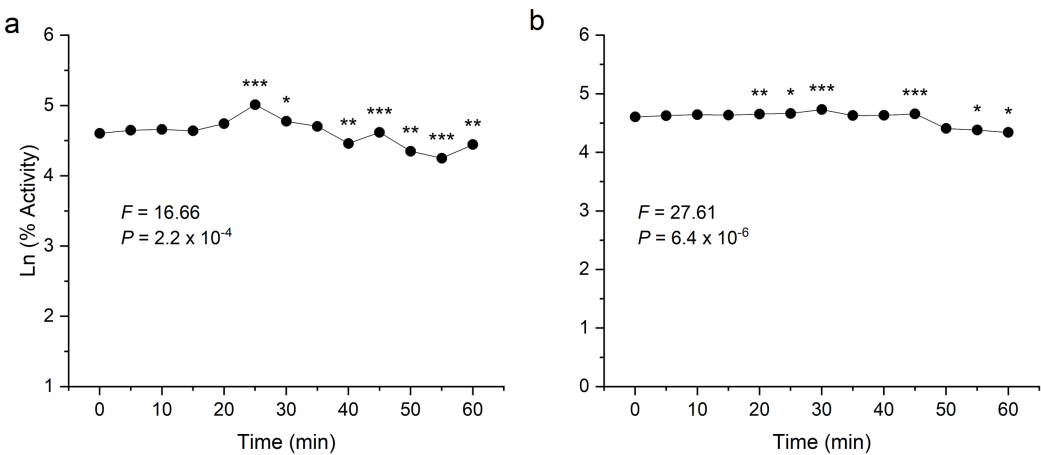 a
6
5
4
3
2
1
Ln (% Activity)
*** * ** *** ** *** **
F = 16.66
P = 2.2 x 10-4
0 10 20 30 40 50 60
Time (min)
b
6
5
4
3
2
1
0
** * *** *** * *
F = 27.61
P = 6.4 x 10-6
0 10 20 30 40 50 60
Time (min)